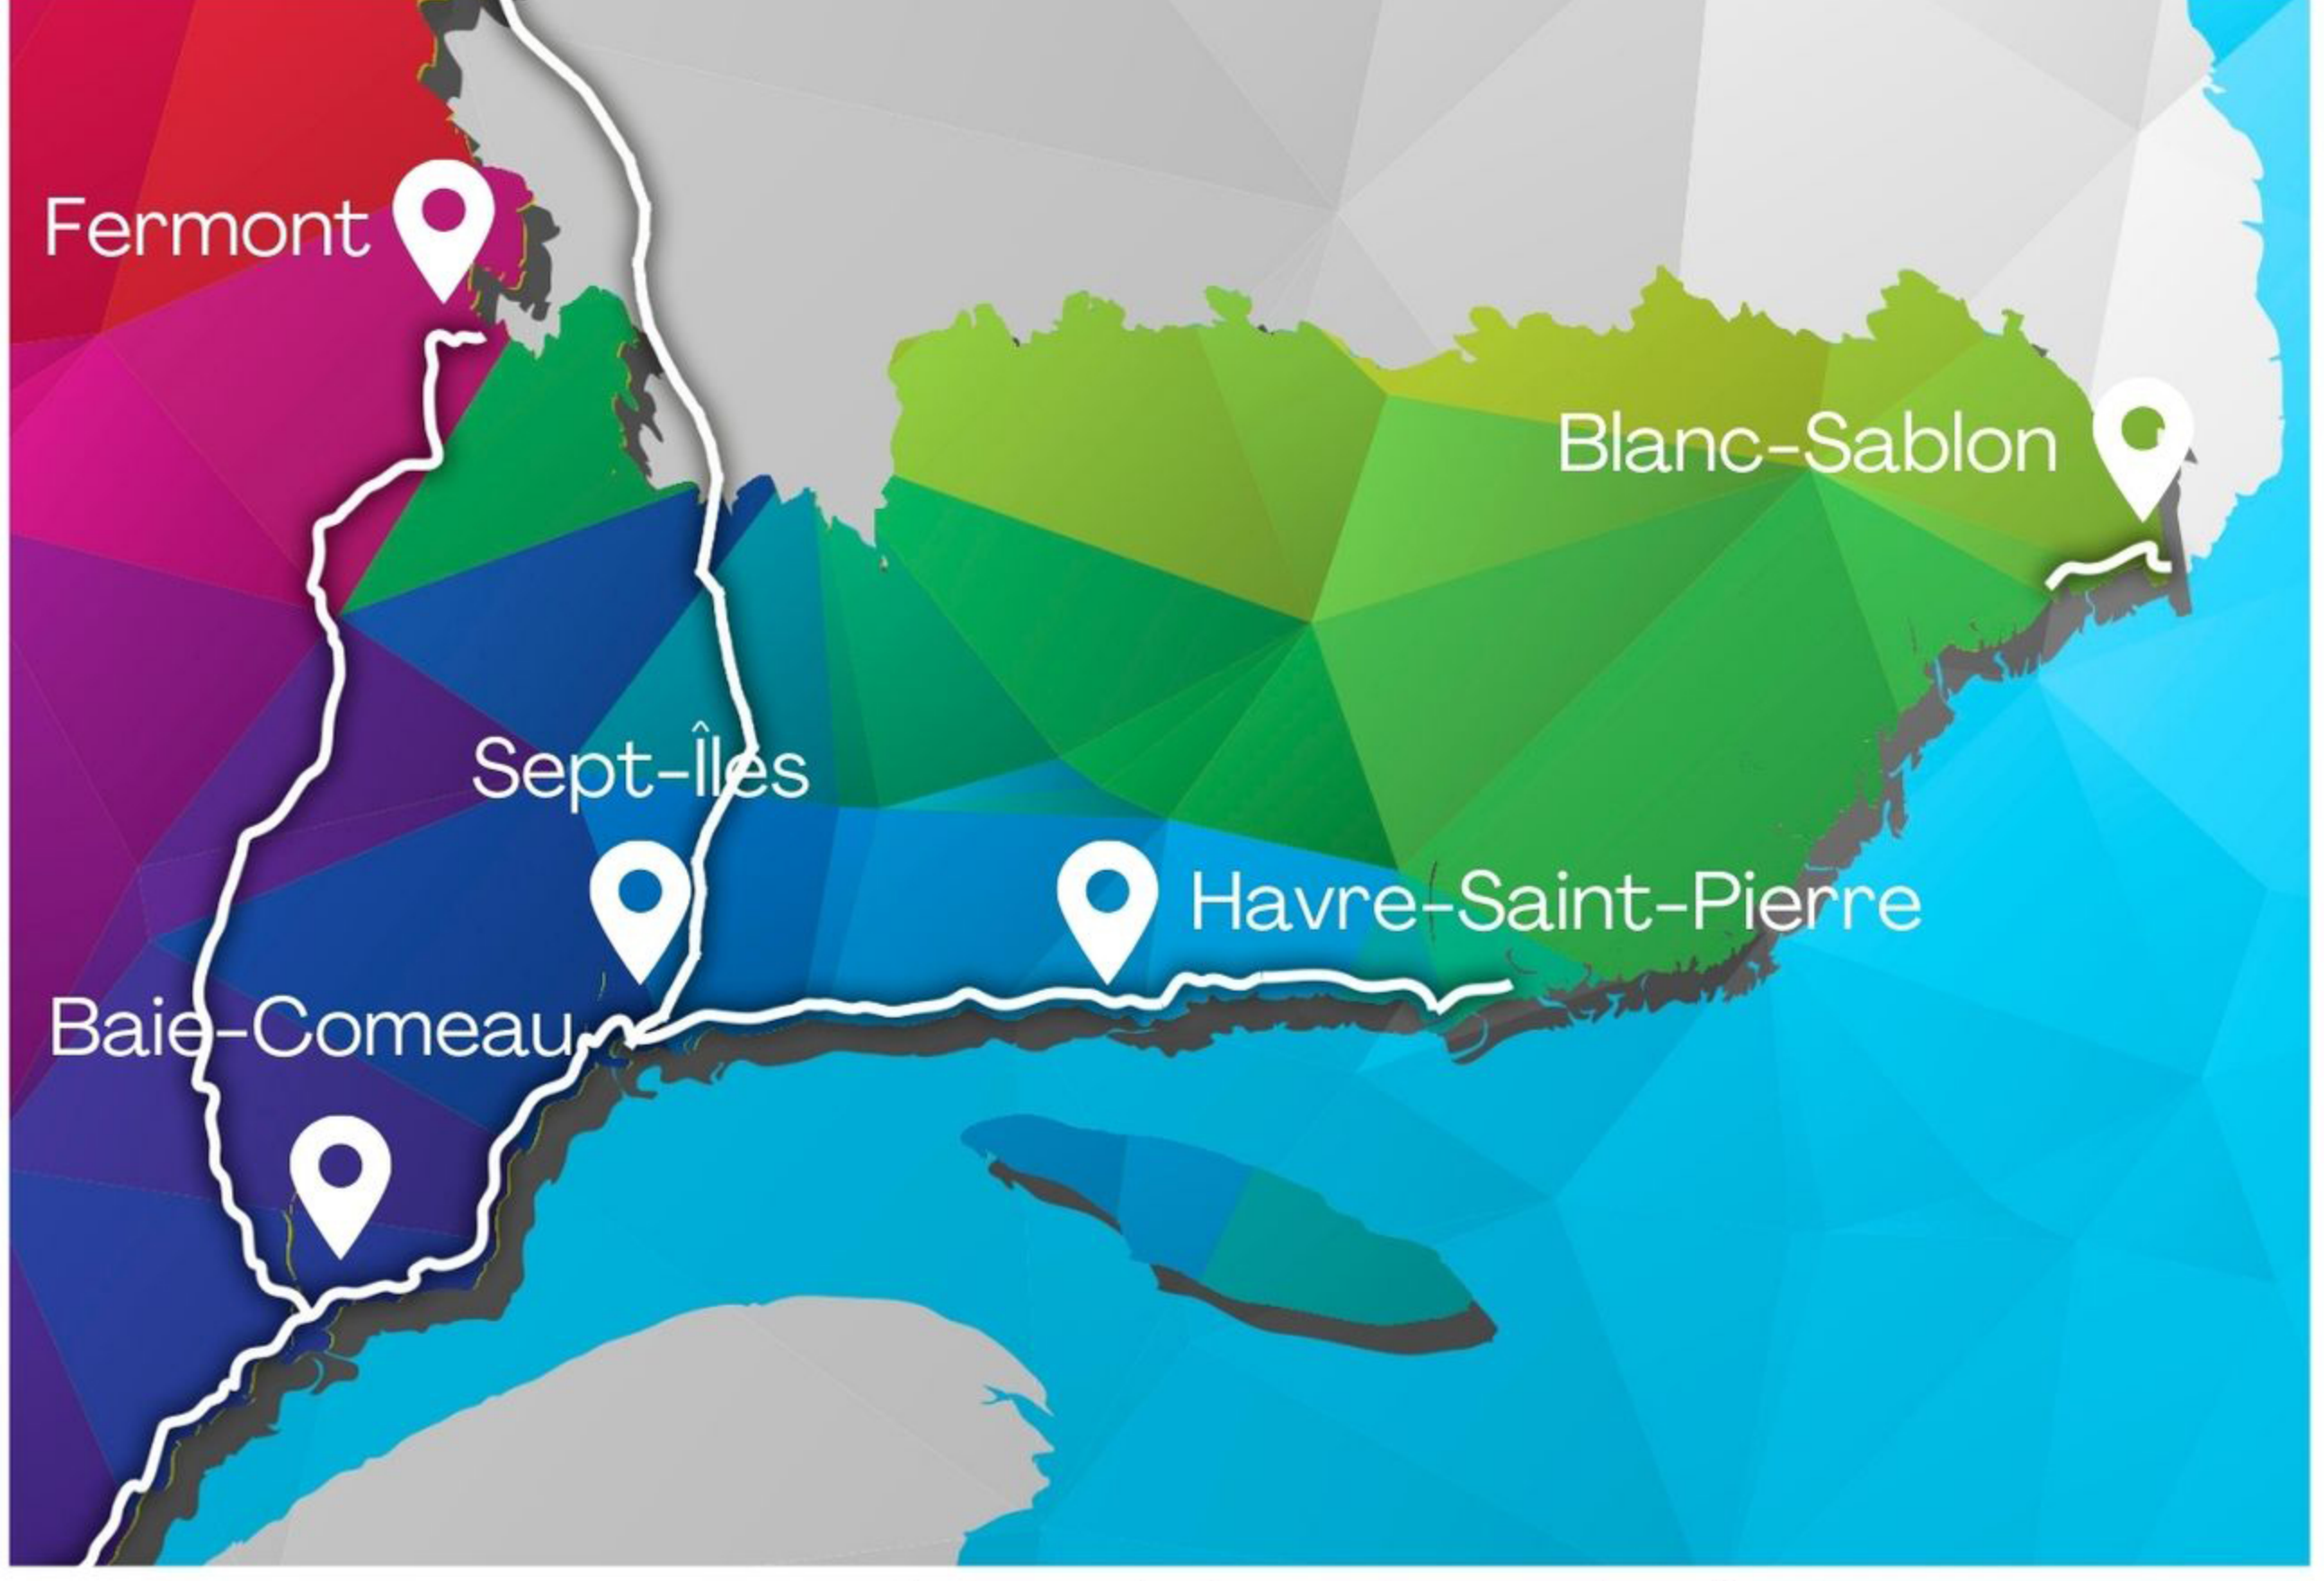 Fermont
Blanc-Sablon
Sept-Îles
Havre-Saint-Pierre
Baie-Comeau